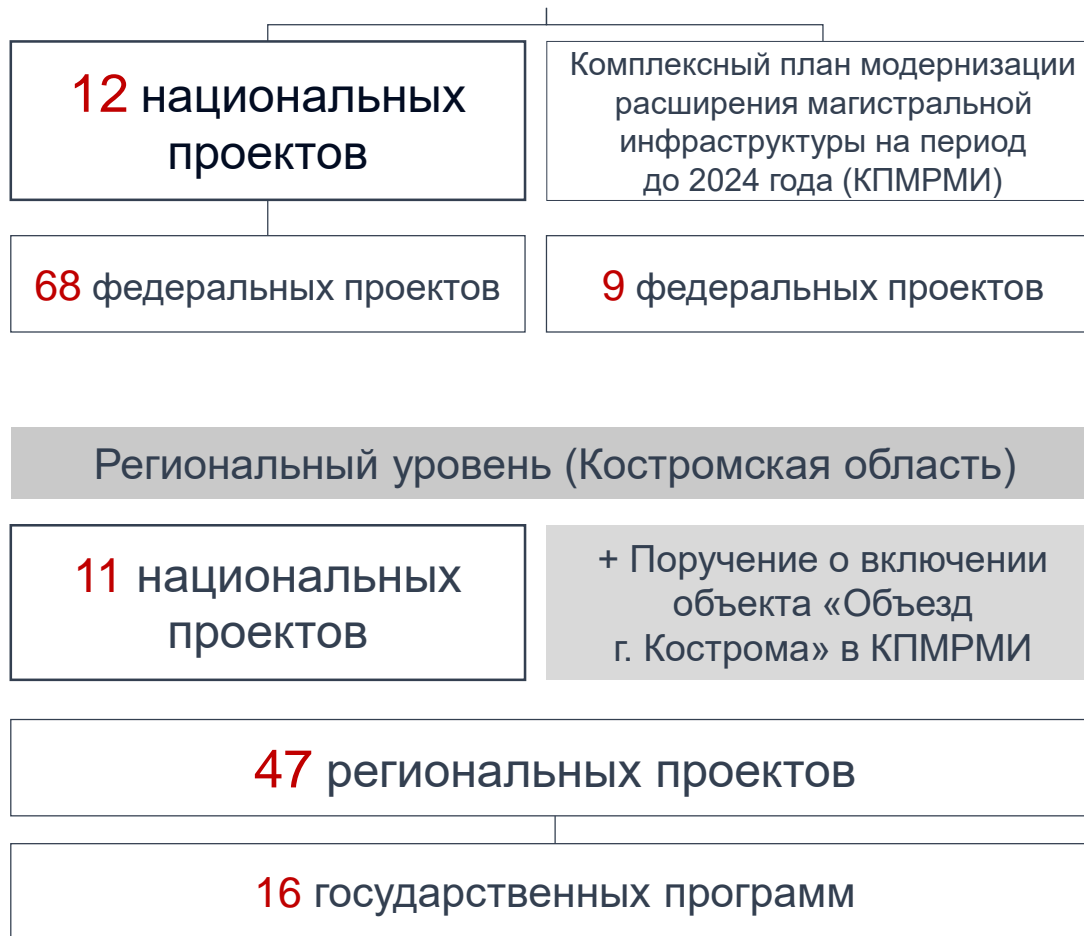 12 национальных
проектов
Комплексный план модернизации
расширения магистральной
инфраструктуры на период
до 2024 года (КПМРМИ)
68 федеральных проектов
9 федеральных проектов
Региональный уровень (Костромская область)
11 национальных
проектов
+ Поручение о включении
объекта «Объезд
г. Кострома» в КПМРМИ
47 региональных проектов
16 государственных программ